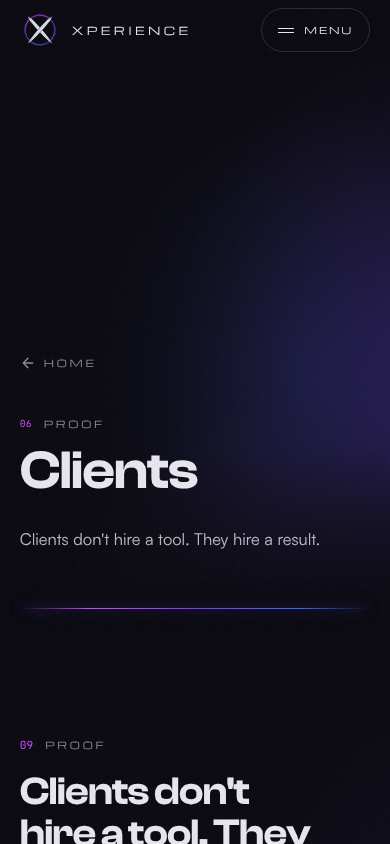 XPERIENCE
MENU
← HOME
06 PROOF
Clients
Clients don't hire a tool. They hire a result.
09 PROOF
Clients don't
hire a tool. They